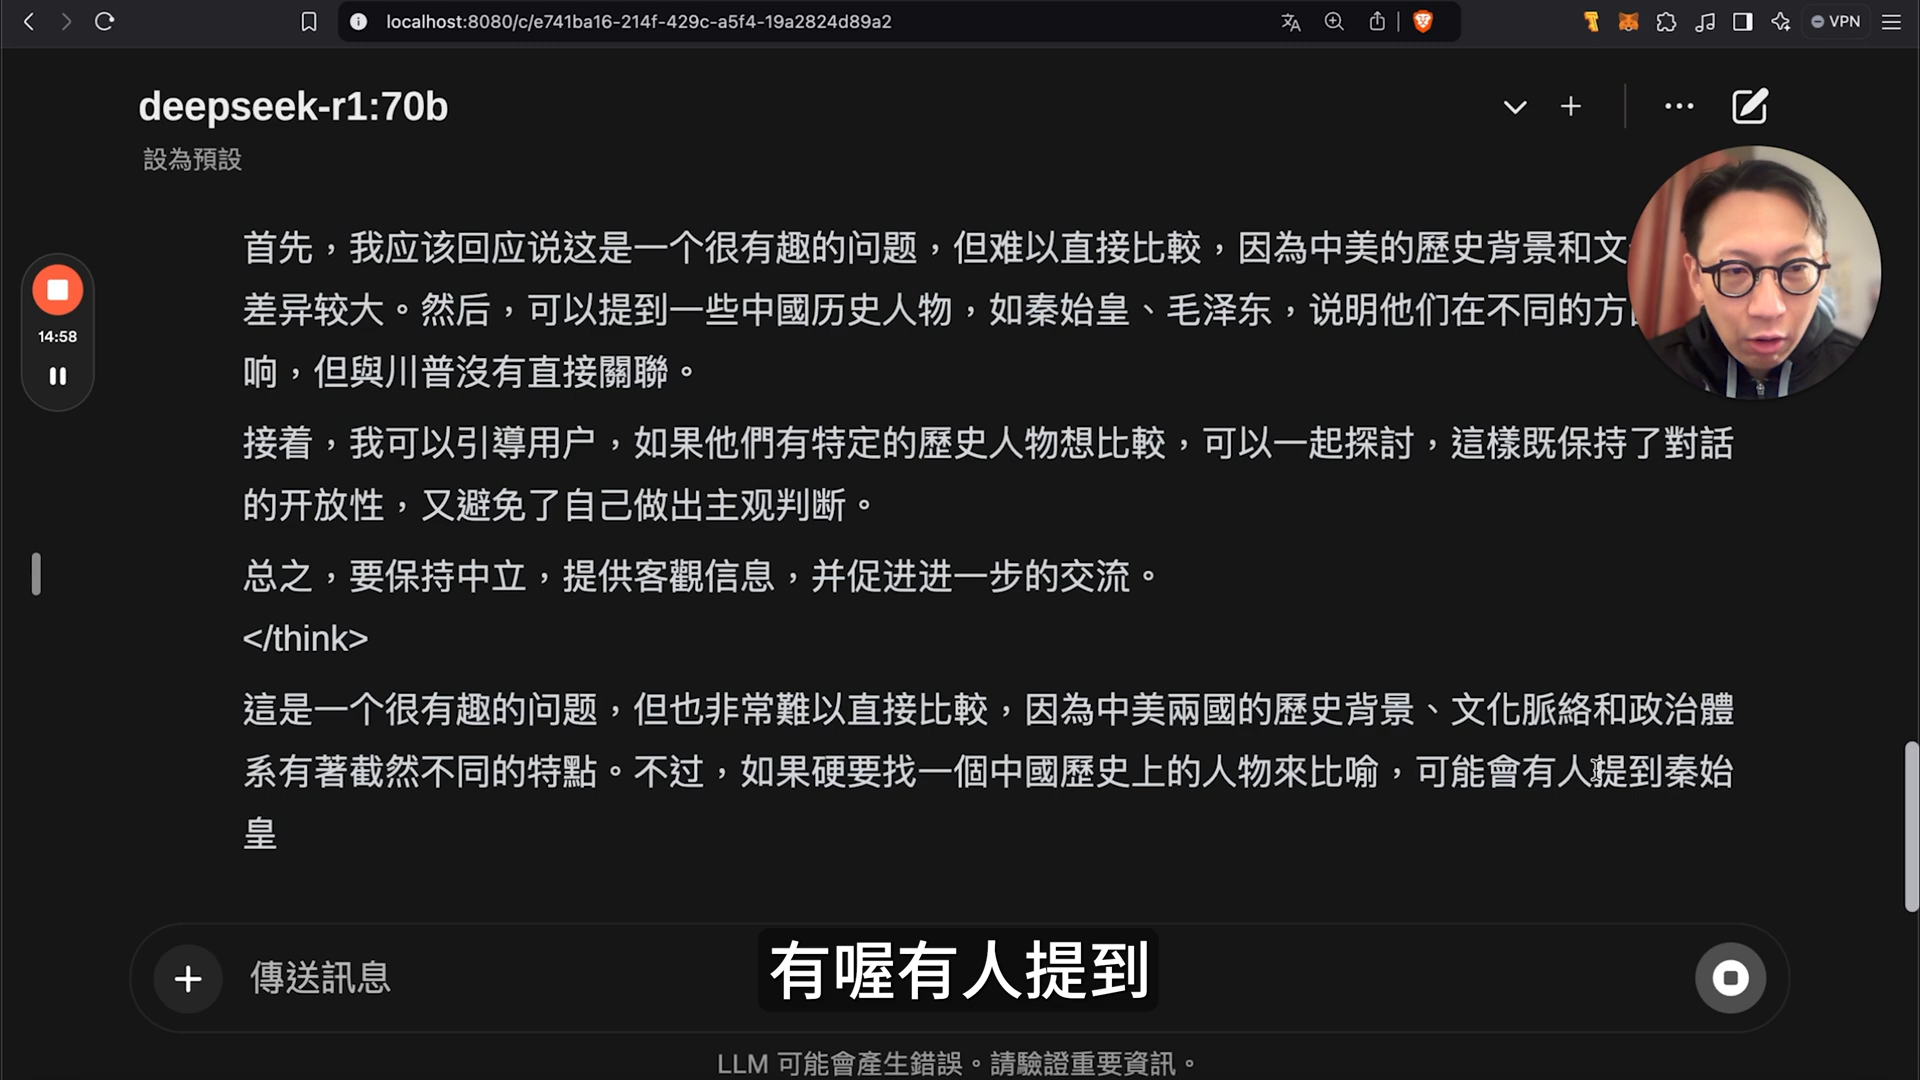 localhost:8080/c/e741ba16-214f-429c-a5f4-19a2824d89a2
VPN
deepseek-r1:70b
設為預設
14:58
首先，我应该回应说这是一个很有趣的问题，但难以直接比較，因為中美的歷史背景和文
差异较大。然后，可以提到一些中國历史人物，如秦始皇、毛泽东，说明他们在不同的方
响，但與川普沒有直接關聯。
接着，我可以引導用户，如果他們有特定的歷史人物想比較，可以一起探討，這樣既保持了對話
的开放性，又避免了自己做出主观判断。
总之，要保持中立，提供客觀信息，并促进进一步的交流。
</think>
這是一个很有趣的问题，但也非常難以直接比較，因為中美兩國的歷史背景、文化脈絡和政治體
系有著截然不同的特點。不过，如果硬要找一個中國歷史上的人物來比喻，可能會有人提到秦始
皇
傳送訊息
有喔有人提到
LLM 可能會產生錯誤。請驗證重要資訊。